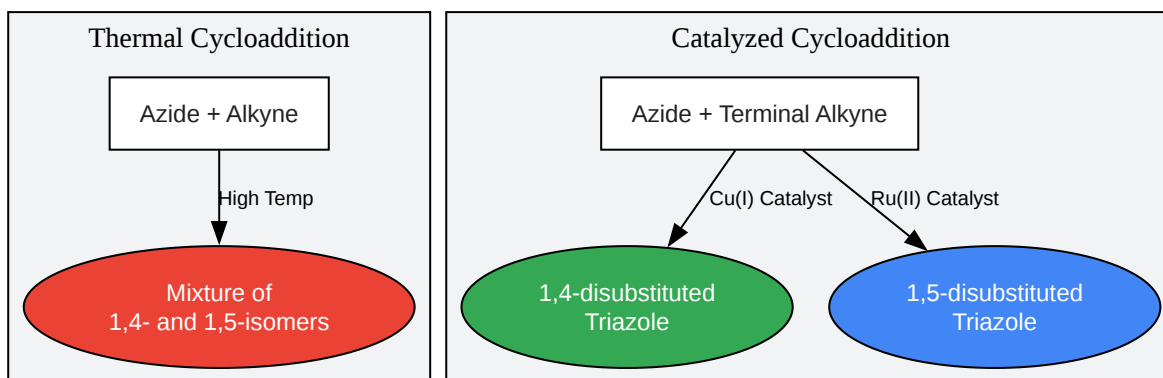 Thermal Cycloaddition
Azide + Alkyne
High Temp
Mixture of
1,4- and 1,5-isomers
Catalyzed Cycloaddition
Azide + Terminal Alkyne
Cu(I) Catalyst
Ru(II) Catalyst
1,4-disubstituted
Triazole
1,5-disubstituted
Triazole